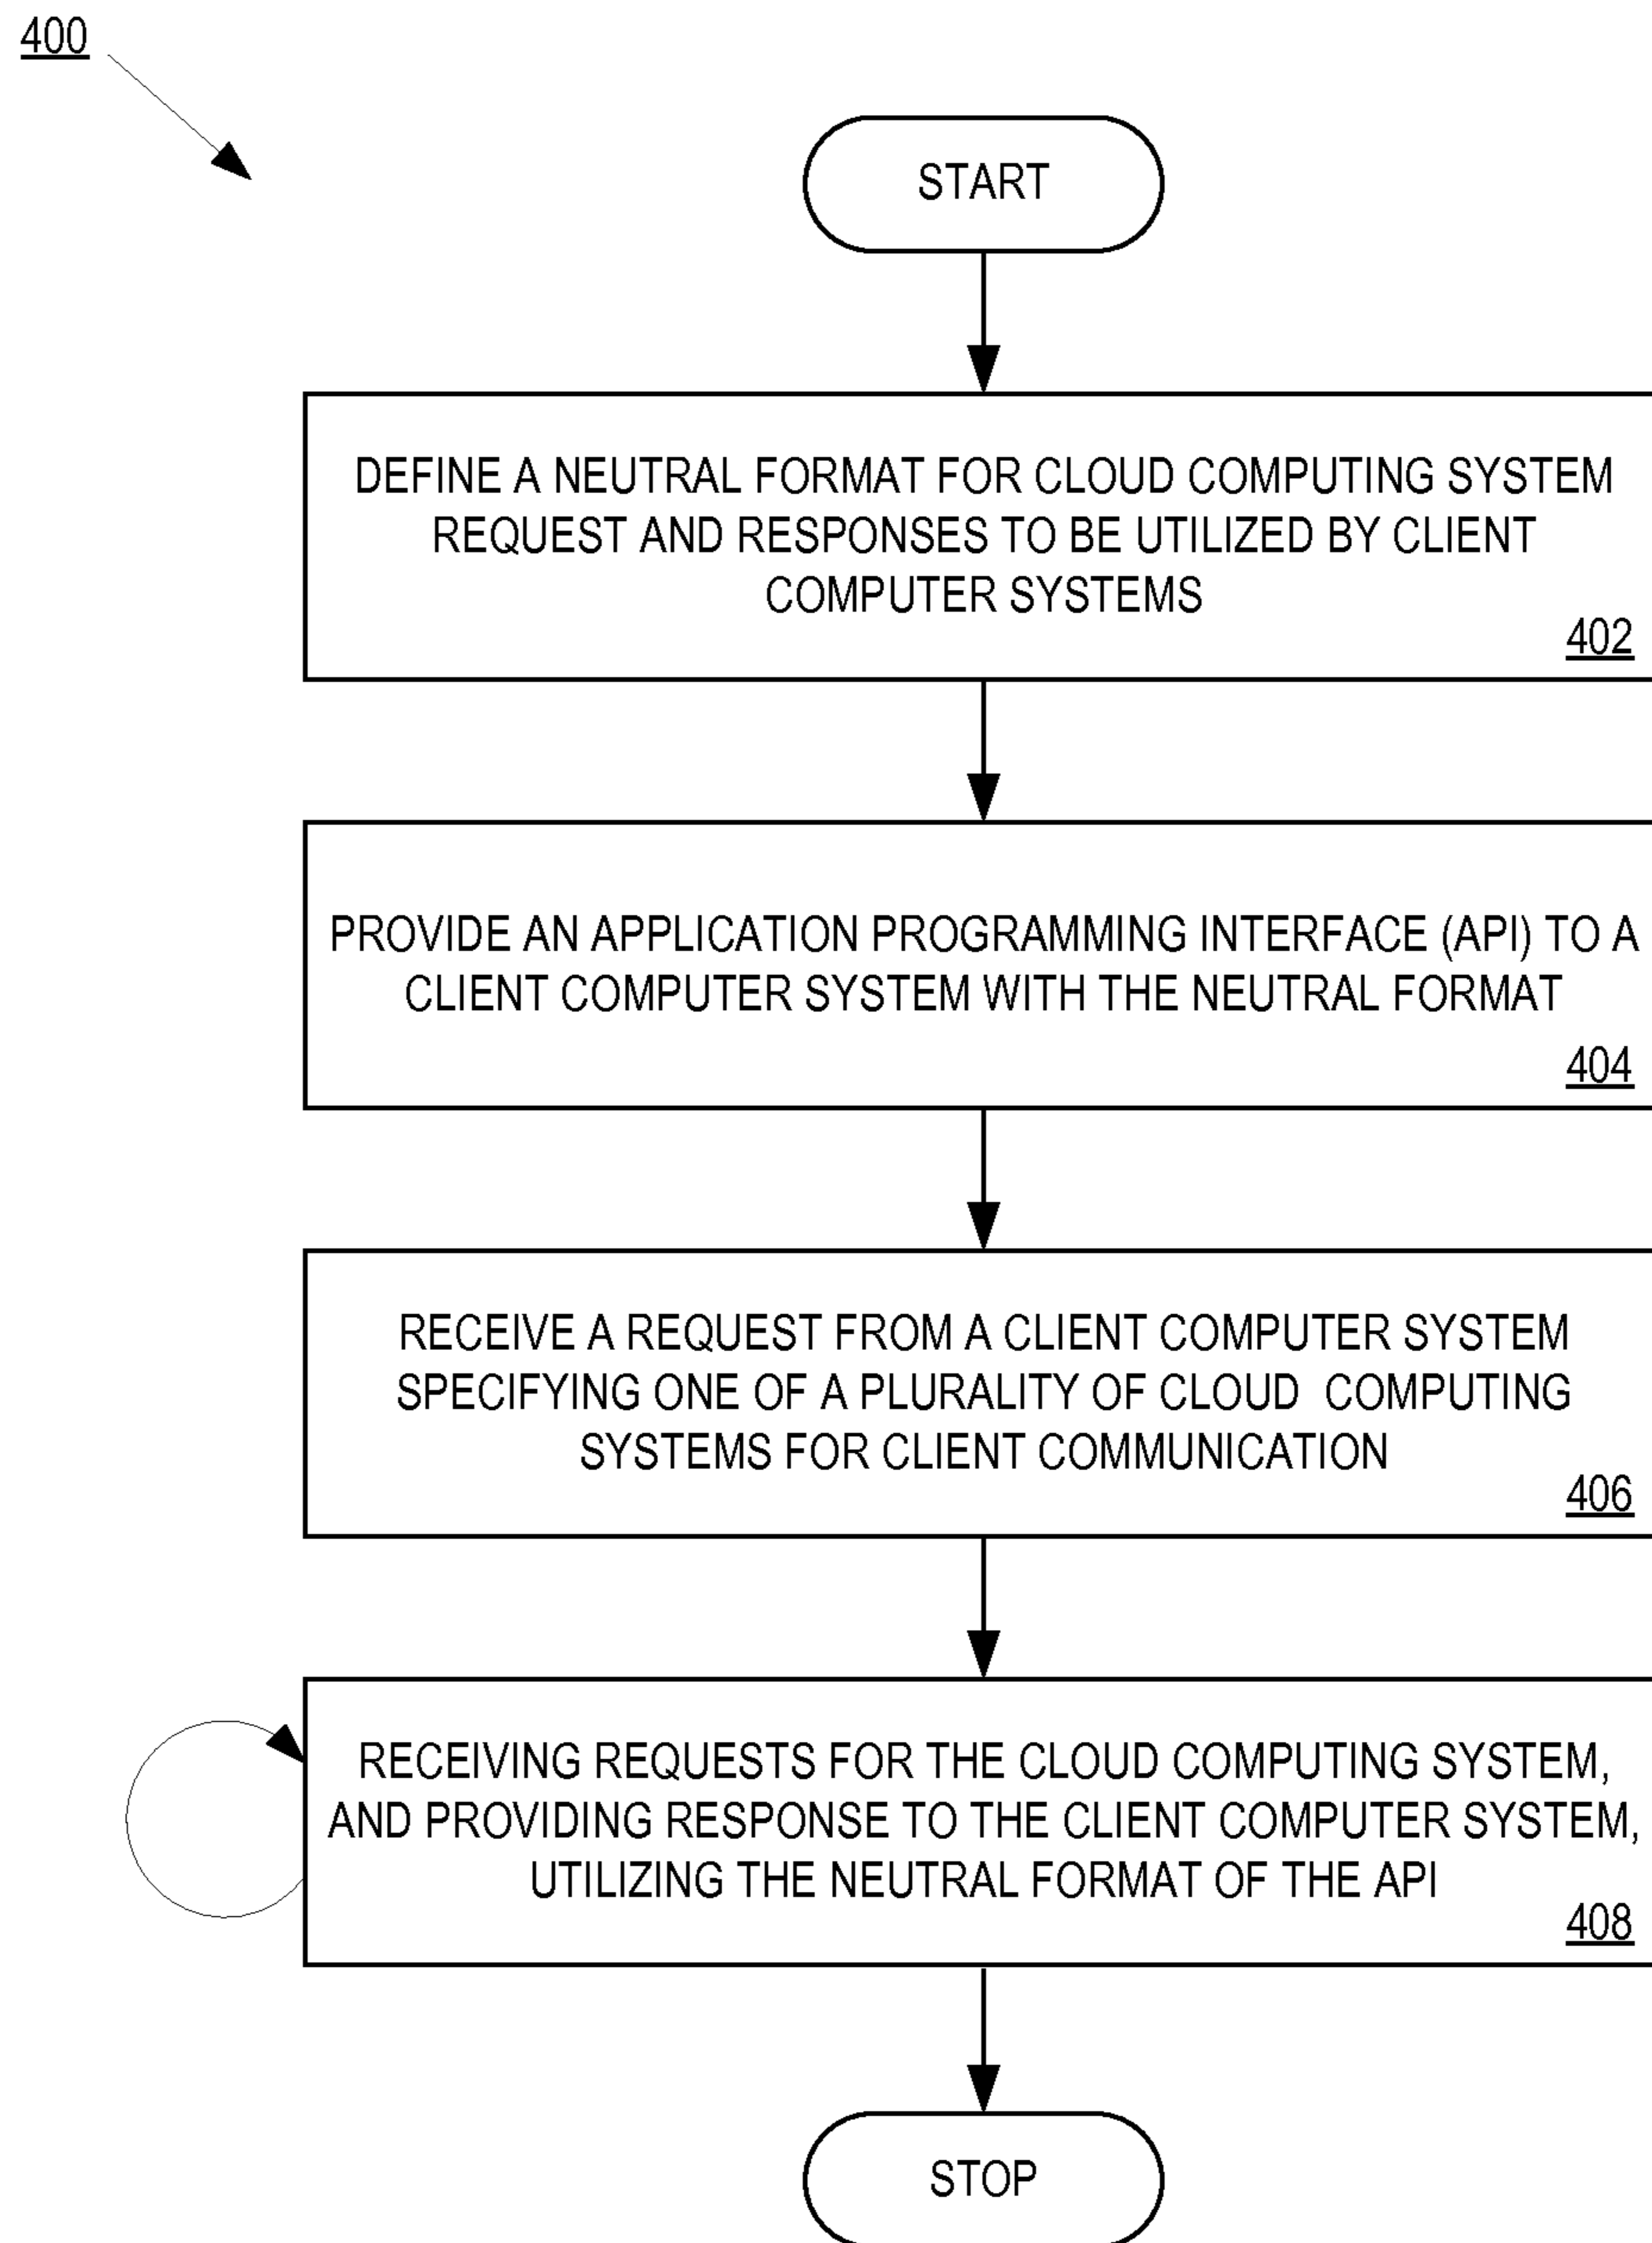 400
START
DEFINE A NEUTRAL FORMAT FOR CLOUD COMPUTING SYSTEM
REQUEST AND RESPONSES TO BE UTILIZED BY CLIENT
COMPUTER SYSTEMS
402
PROVIDE AN APPLICATION PROGRAMMING INTERFACE (API) TO A
CLIENT COMPUTER SYSTEM WITH THE NEUTRAL FORMAT
404
RECEIVE A REQUEST FROM A CLIENT COMPUTER SYSTEM
SPECIFYING ONE OF A PLURALITY OF CLOUD COMPUTING
SYSTEMS FOR CLIENT COMMUNICATION
406
RECEIVING REQUESTS FOR THE CLOUD COMPUTING SYSTEM,
AND PROVIDING RESPONSE TO THE CLIENT COMPUTER SYSTEM,
UTILIZING THE NEUTRAL FORMAT OF THE API
408
STOP